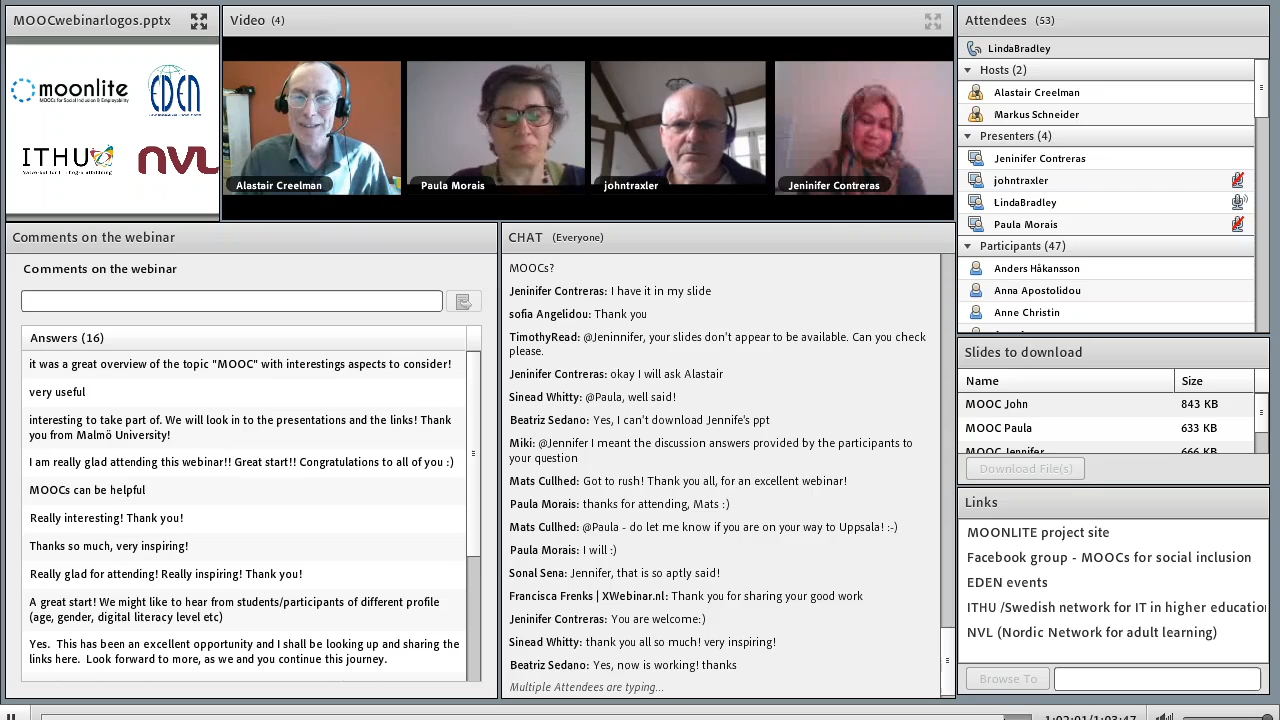 MOOCwebinarlogos.pptx
moonlite
MOOCs for Social Inclusion & Employability
EDEN
ITHU
NVL
Video (4)
Alastair Creelman
Paula Morais
johntraxler
Jeninifer Contreras
Attendees (53)
LindaBradley
Hosts (2)
Alastair Creelman
Markus Schneider
Presenters (4)
Jeninifer Contreras
johntraxler
LindaBradley
Paula Morais
Participants (47)
Anders Håkansson
Anna Apostolidou
Anne Christin
Comments on the webinar
Comments on the webinar
Answers (16)
it was a great overview of the topic "MOOC" with interestings aspects to consider!
very useful
interesting to take part of. We will look in to the presentations and the links! Thank
you from Malmö University!
I am really glad attending this webinar!! Great start!! Congratulations to all of you :)
MOOCs can be helpful
Really interesting! Thank you!
Thanks so much, very inspiring!
Really glad for attending! Really inspiring! Thank you!
A great start! We might like to hear from students/participants of different profile
(age, gender, digital literacy level etc)
Yes.  This has been an excellent opportunity and I shall be looking up and sharing the
links here.  Look forward to more, as we and you continue this journey.
CHAT (Everyone)
MOOCs?
Jeninifer Contreras: I have it in my slide
sofia Angelidou: Thank you
TimothyRead: @Jeninnifer, your slides don't appear to be available. Can you check
please.
Jeninifer Contreras: okay I will ask Alastair
Sinead Whitty: @Paula, well said!
Beatriz Sedano: Yes, I can't download Jennife's ppt
Miki: @Jennifer I meant the discussion answers provided by the participants to
your question
Mats Cullhed: Got to rush! Thank you all, for an excellent webinar!
Paula Morais: thanks for attending, Mats :)
Mats Cullhed: @Paula - do let me know if you are on your way to Uppsala! :-)
Paula Morais: I will :)
Sonal Sena: Jennifer, that is so aptly said!
Francisca Frenks | XWebinar.nl: Thank you for sharing your good work
Jeninifer Contreras: You are welcome:)
Sinead Whitty: thank you all so much! very inspiring!
Beatriz Sedano: Yes, now is working! thanks
Multiple Attendees are typing...
Slides to download
Name Size
MOOC John 843 KB
MOOC Paula 633 KB
MOOC Jennifer 666 KB
Download File(s)
Links
MOONLITE project site
Facebook group - MOOCs for social inclusion
EDEN events
ITHU /Swedish network for IT in higher education
NVL (Nordic Network for adult learning)
Browse To
1:02:01/1:03:47